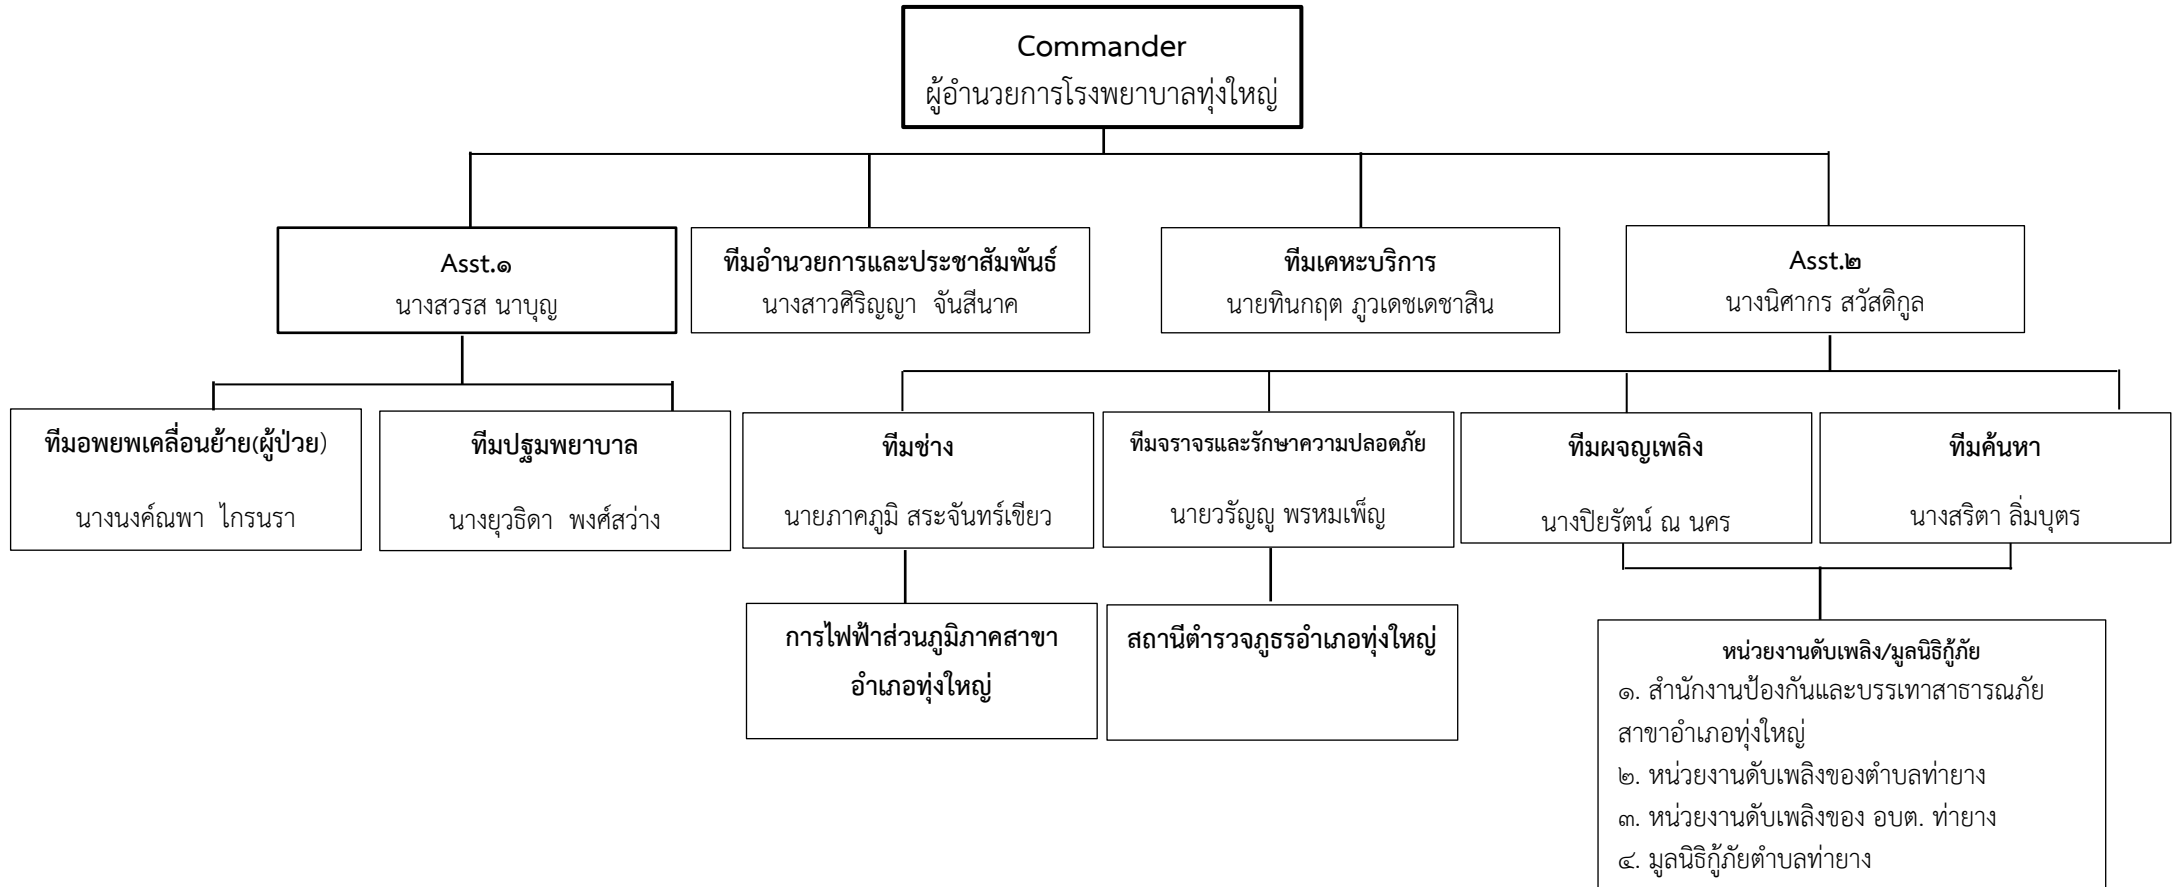 Commander
ผู้อำนวยการโรงพยาบาลทุ่งใหญ่
Asst.๑
นางสวรส นาบุญ
ทีมอำนวยการและประชาสัมพันธ์
นางสาวศิริญญา จันสีนาค
ทีมเคหะบริการ
นายทินกฤต ภูวเดชเดชาสิน
Asst.๒
นางนิศากร สวัสดิกูล
ทีมอพยพเคลื่อนย้าย(ผู้ป่วย)
นางนงค์ณพา ไกรนรา
ทีมปฐมพยาบาล
นางยุวธิดา พงศ์สว่าง
ทีมช่าง
นายภาคภูมิ สระจันทร์เขียว
ทีมจราจรและรักษาความปลอดภัย
นายวรัญญู พรหมเพ็ญ
ทีมผจญเพลิง
นางปิยรัตน์ ณ นคร
ทีมค้นหา
นางสริตา ลิ่มบุตร
การไฟฟ้าส่วนภูมิภาคสาขา
อำเภอทุ่งใหญ่
สถานีตำรวจภูธรอำเภอทุ่งใหญ่
หน่วยงานดับเพลิง/มูลนิธิกู้ภัย
๑. สำนักงานป้องกันและบรรเทาสาธารณภัย
สาขาอำเภอทุ่งใหญ่
๒. หน่วยงานดับเพลิงของตำบลท่ายาง
๓. หน่วยงานดับเพลิงของ อบต. ท่ายาง
๔. มูลนิธิกู้ภัยตำบลท่ายาง